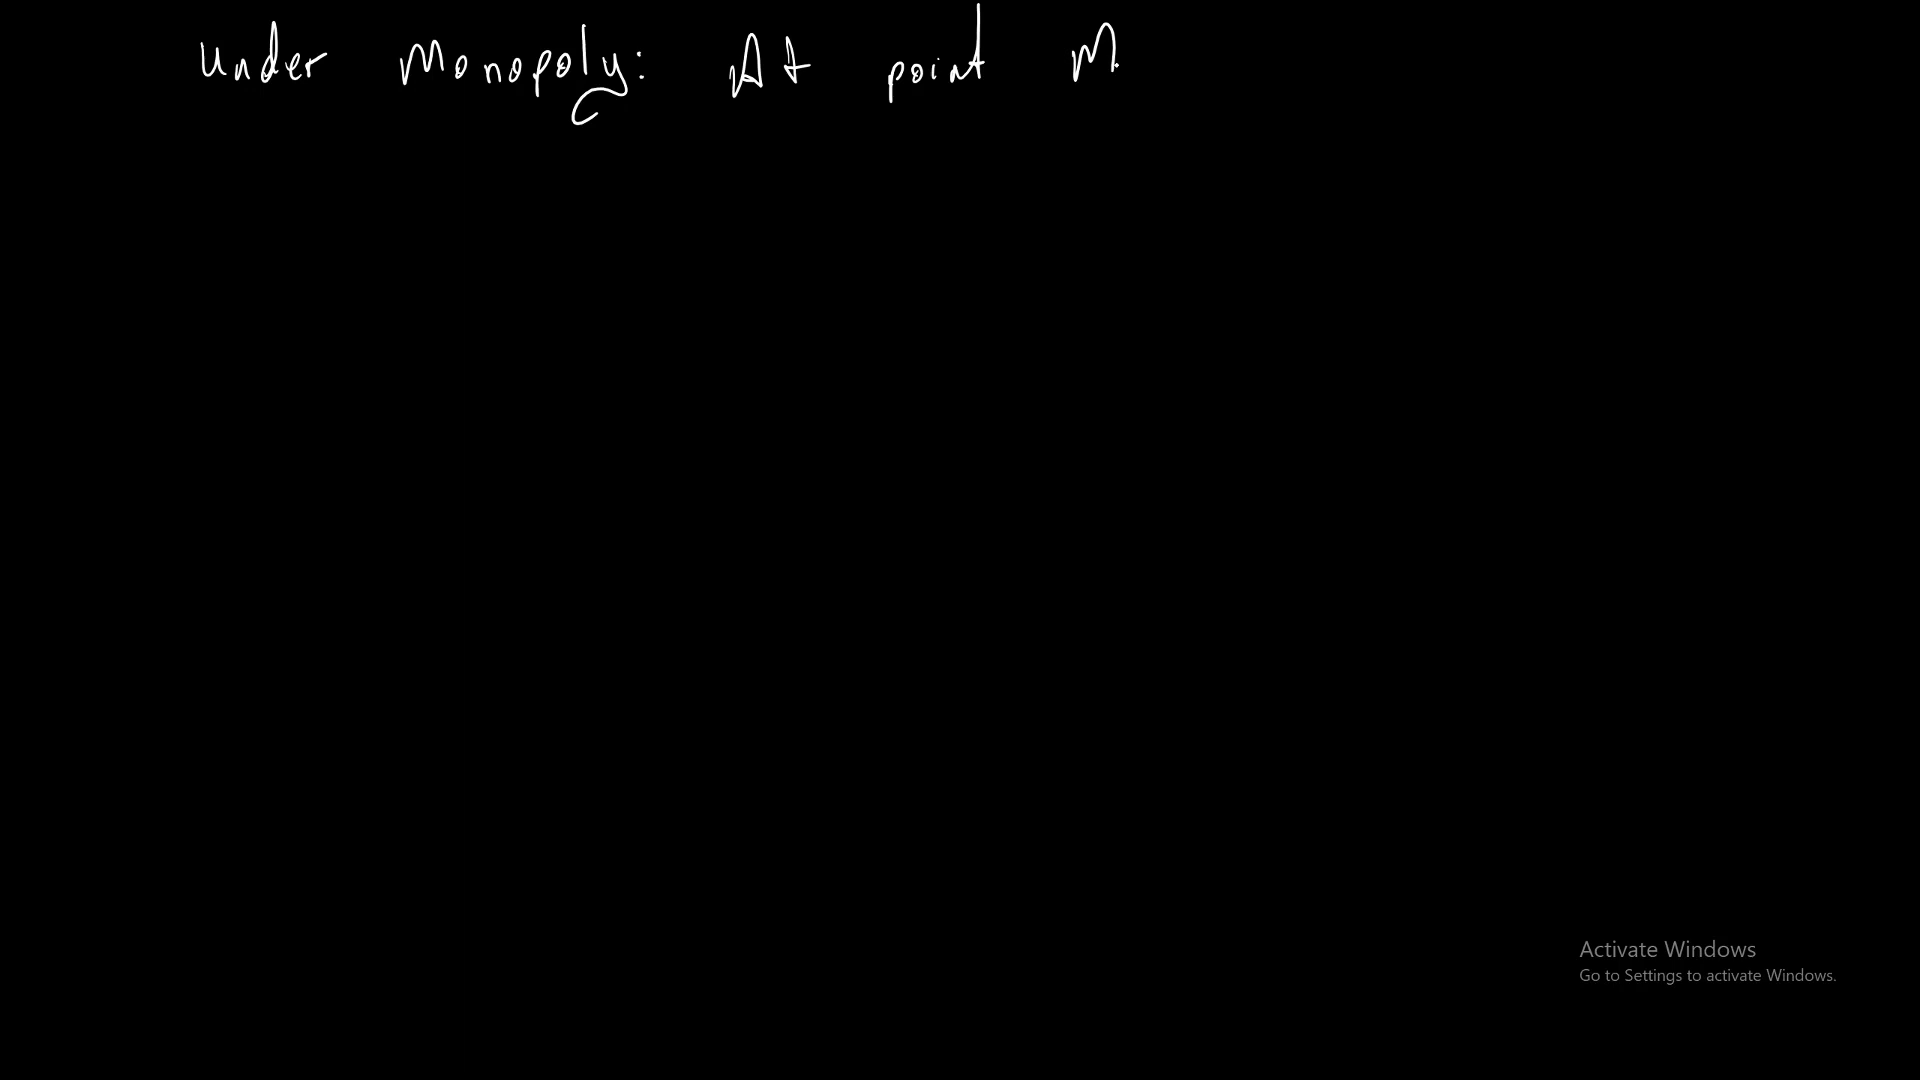 Under Monopoly: At point M.
Activate Windows
Go to Settings to activate Windows.